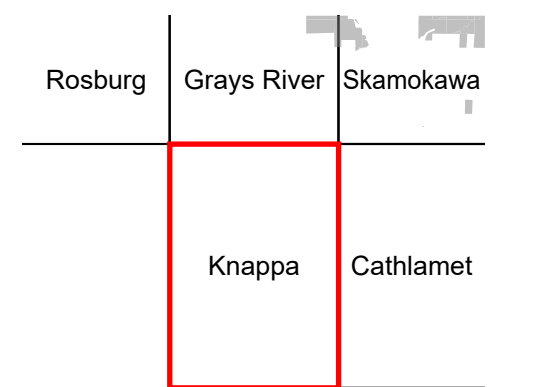 Rosburg
Grays River
Skamokawa
Knappa
Cathlamet